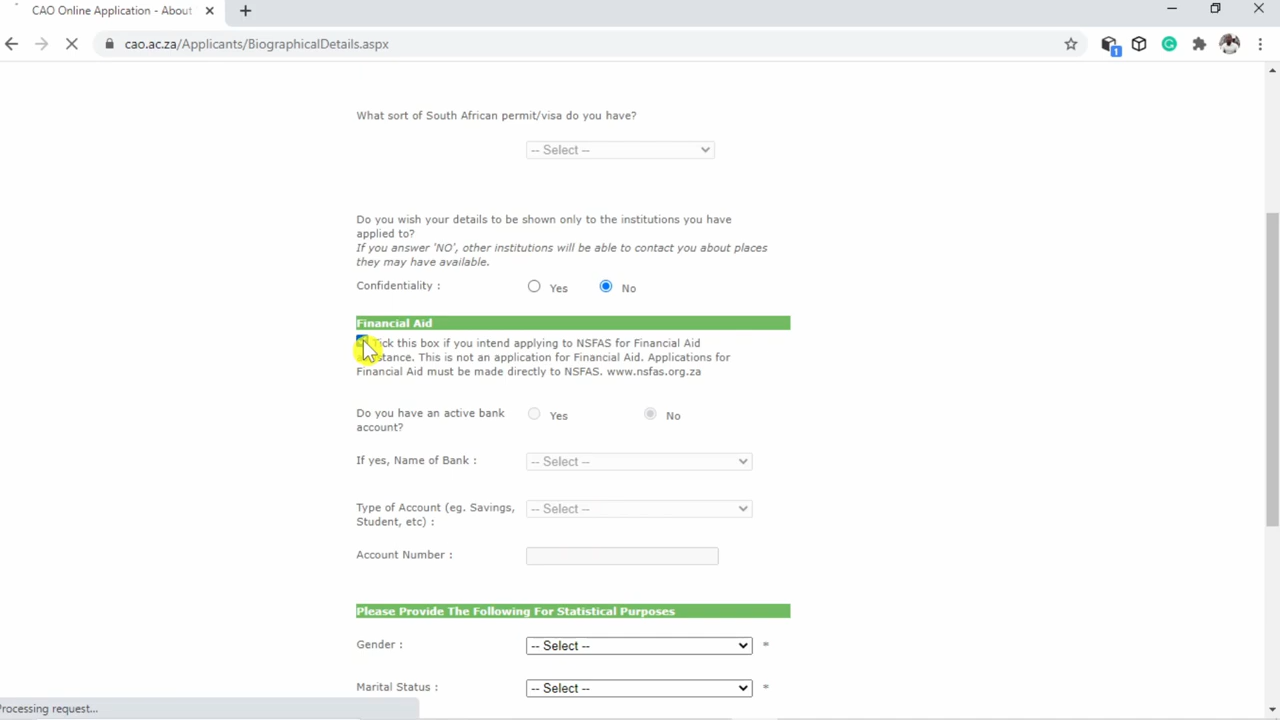 CAO Online Application - About
cao.ac.za/Applicants/BiographicalDetails.aspx
1
What sort of South African permit/visa do you have?
-- Select --
Do you wish your details to be shown only to the institutions you have
applied to?
If you answer 'NO', other institutions will be able to contact you about places
they may have available.
Confidentiality :
Yes
No
Financial Aid
Tick this box if you intend applying to NSFAS for Financial Aid
stance. This is not an application for Financial Aid. Applications for
Financial Aid must be made directly to NSFAS. www.nsfas.org.za
Do you have an active bank
account?
Yes
No
If yes, Name of Bank :
-- Select --
Type of Account (eg. Savings,
Student, etc) :
-- Select --
Account Number :
Please Provide The Following For Statistical Purposes
Gender :
-- Select --
*
Marital Status :
-- Select --
*
Processing request...